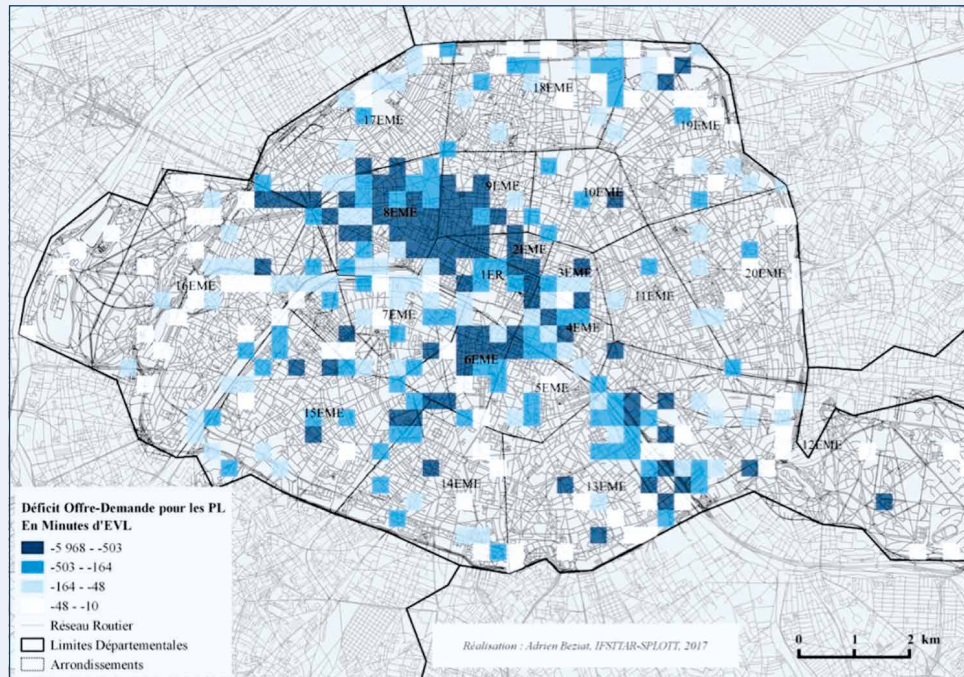 18EME
17EME
19EME
9EME
10EME
8EME
2EME
3EME
1ER
20EME
16EME
11EME
7EME
4EME
6EME
5EME
15EME
12EME
14EME
13EME
Déficit Offre-Demande pour les PL
En Minutes d'EVL
-5 968 - -503
-503 - -164
-164 - -48
-48 - -10
Réseau Routier
Limites Départementales
Arrondissements
Réalisation : Adrien Beziat, IFSTTAR-SPLOTT, 2017
0 1 2 km